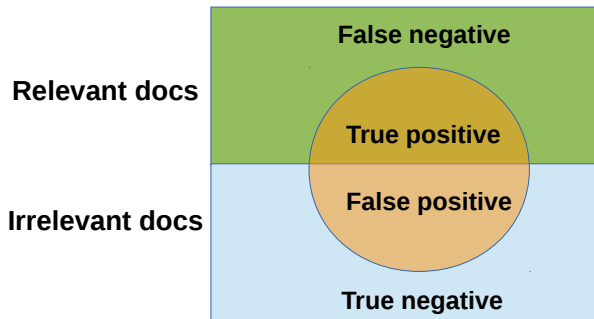 False negative
Relevant docs
True positive
False positive
Irrelevant docs
True negative